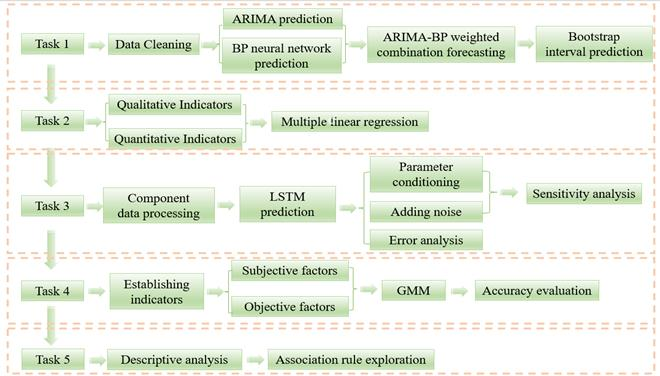 Task 1
Data Cleaning
ARIMA prediction
BP neural network
prediction
ARIMA-BP weighted
combination forecasting
Bootstrap
interval prediction
Task 2
Qualitative Indicators
Quantitative Indicators
Multiple linear regression
Task 3
Component
data processing
LSTM
prediction
Parameter
conditioning
Adding noise
Error analysis
Sensitivity analysis
Task 4
Establishing
indicators
Subjective factors
Objective factors
GMM
Accuracy evaluation
Task 5
Descriptive analysis
Association rule exploration